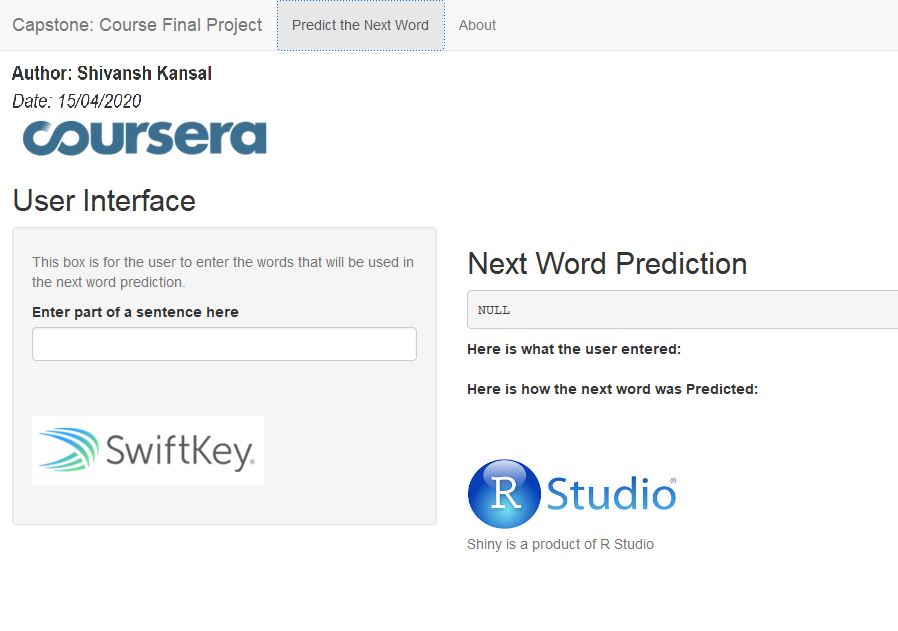 Capstone: Course Final Project Predict the Next Word About
Author: Shivansh Kansal
Date: 15/04/2020
coursera
User Interface
This box is for the user to enter the words that will be used in
the next word prediction.
Enter part of a sentence here
SwiftKey®
Next Word Prediction
NULL
Here is what the user entered:
Here is how the next word was Predicted:
R Studio®
Shiny is a product of R Studio